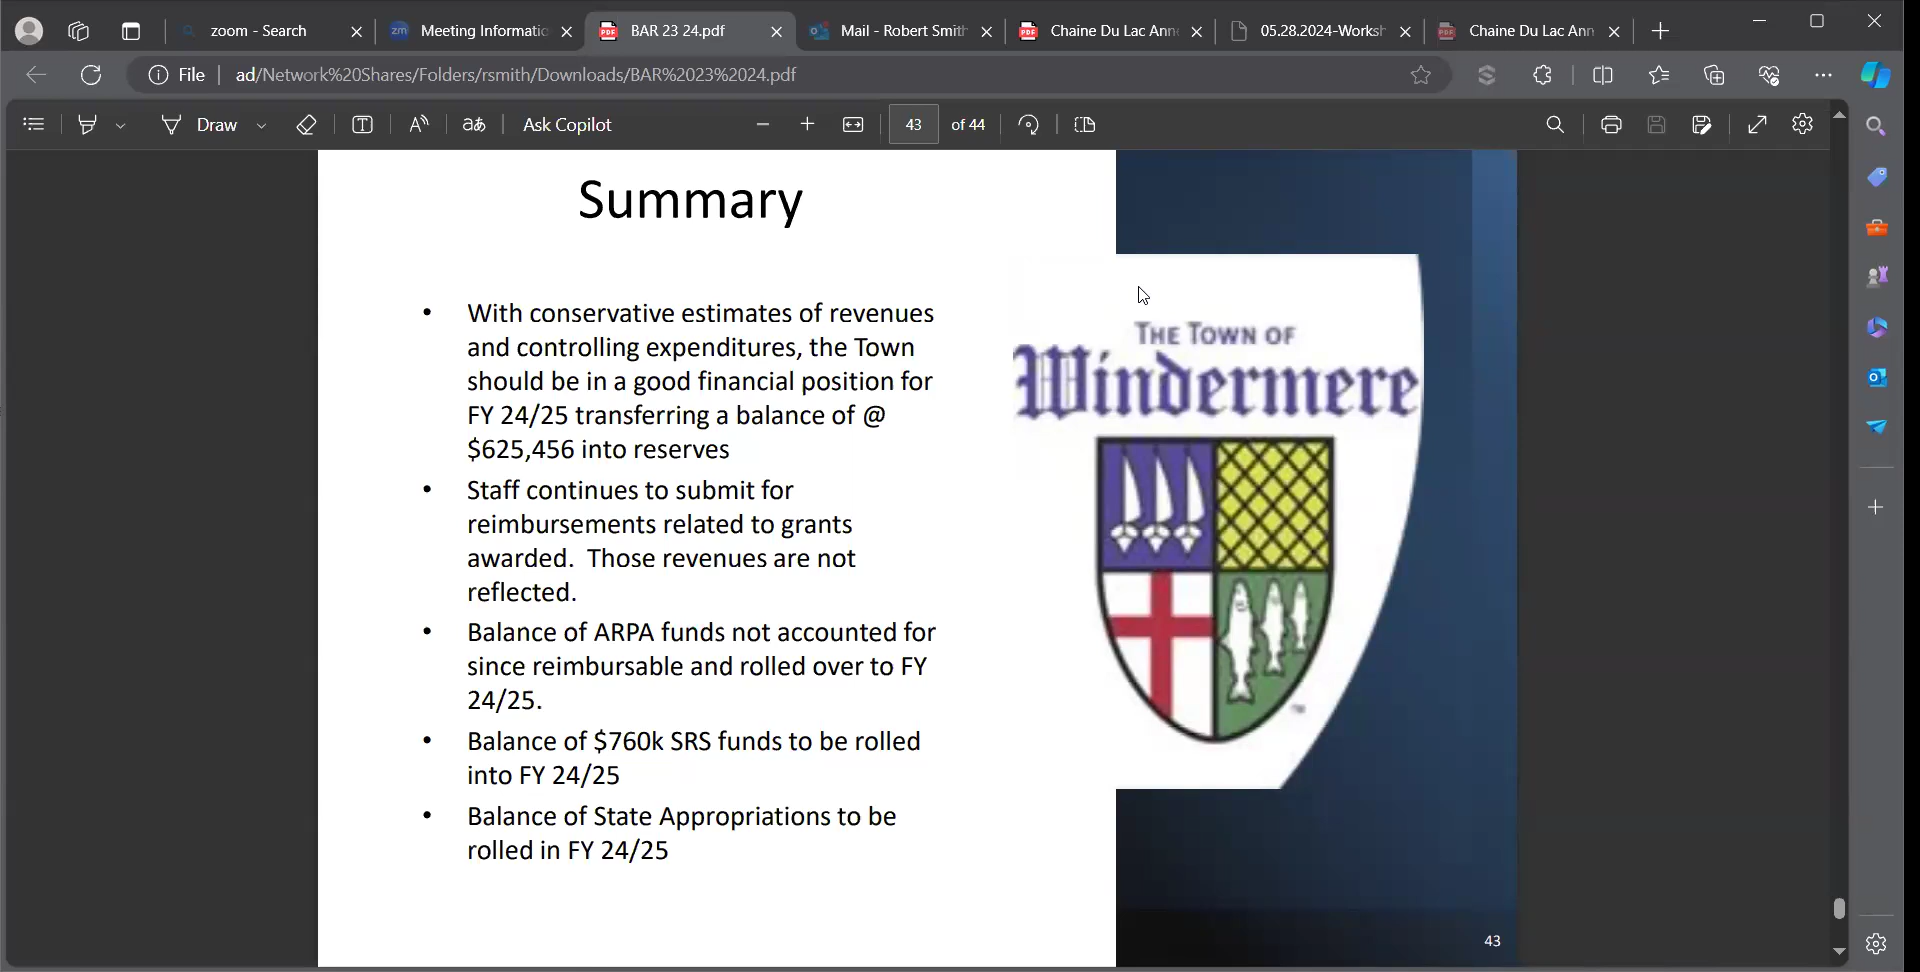 zoom - Search
Meeting Informatio
BAR 23 24.pdf
Mail - Robert Smith
Chaine Du Lac Ann
05.28.2024-Worksh
Chaine Du Lac Ann
File
ad/Network%20Shares/Folders/rsmith/Downloads/BAR%2023%2024.pdf
Draw
Ask Copilot
43 of 44
Summary
• With conservative estimates of revenues
and controlling expenditures, the Town
should be in a good financial position for
FY 24/25 transferring a balance of @
$625,456 into reserves
• Staff continues to submit for
reimbursements related to grants
awarded.  Those revenues are not
reflected.
• Balance of ARPA funds not accounted for
since reimbursable and rolled over to FY
24/25.
• Balance of $760k SRS funds to be rolled
into FY 24/25
• Balance of State Appropriations to be
rolled in FY 24/25
THE TOWN OF
Windermere
TM
43